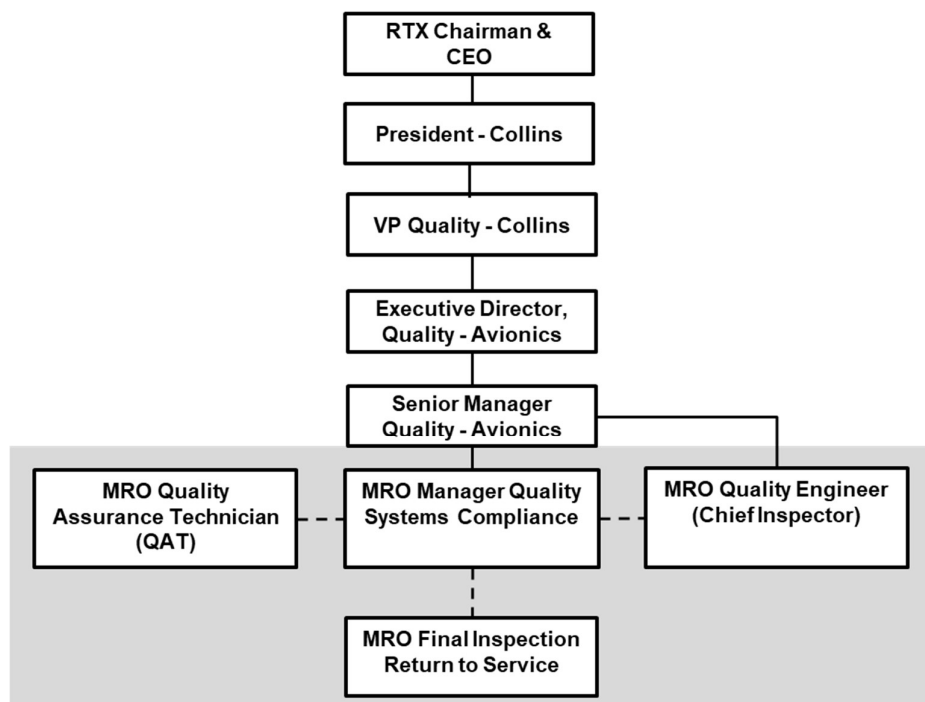 RTX Chairman &
CEO
President - Collins
VP Quality - Collins
Executive Director,
Quality - Avionics
Senior Manager
Quality - Avionics
MRO Quality
Assurance Technician
(QAT)
MRO Manager Quality
Systems Compliance
MRO Quality Engineer
(Chief Inspector)
MRO Final Inspection
Return to Service